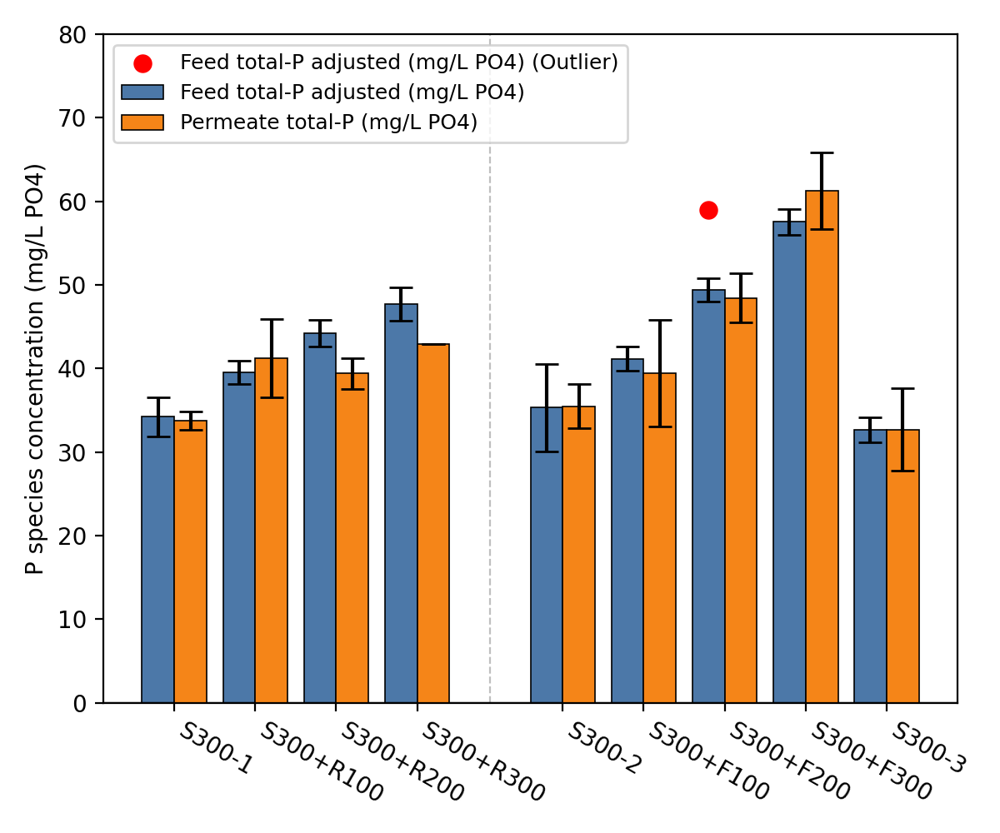 Feed total-P adjusted (mg/L PO4) (Outlier)
Feed total-P adjusted (mg/L PO4)
Permeate total-P (mg/L PO4)
P species concentration (mg/L PO4)
80
70
60
50
40
30
20
10
0
S300-1
S300+R100
S300+R200
S300+R300
S300-2
S300+F100
S300+F200
S300+F300
S300-3